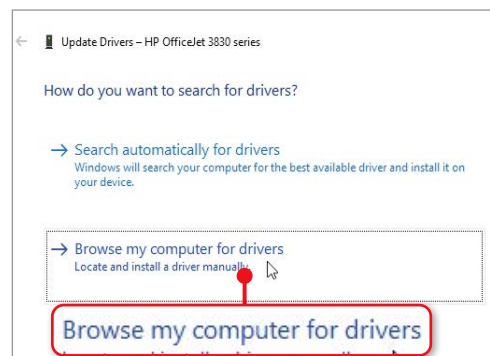 Update Drivers – HP OfficeJet 3830 series
How do you want to search for drivers?
→ Search automatically for drivers
Windows will search your computer for the best available driver and install it on
your device.
→ Browse my computer for drivers
Locate and install a driver manually.
Browse my computer for drivers